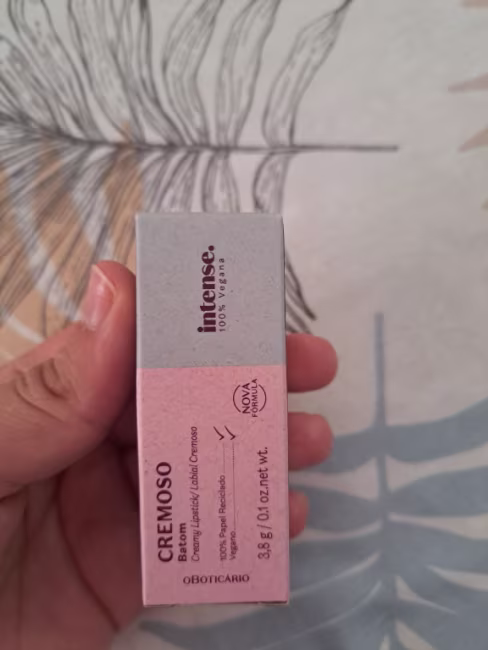 intense.
100% Vegana
NOVA
FÓRMULA
CREMOSO
Batom
Creamy Lipstick/ Labial Cremoso
100% Papel Reciclado
Vegano
3,8 g / 0.1 oz.net wt.
oBOTICÁRIO